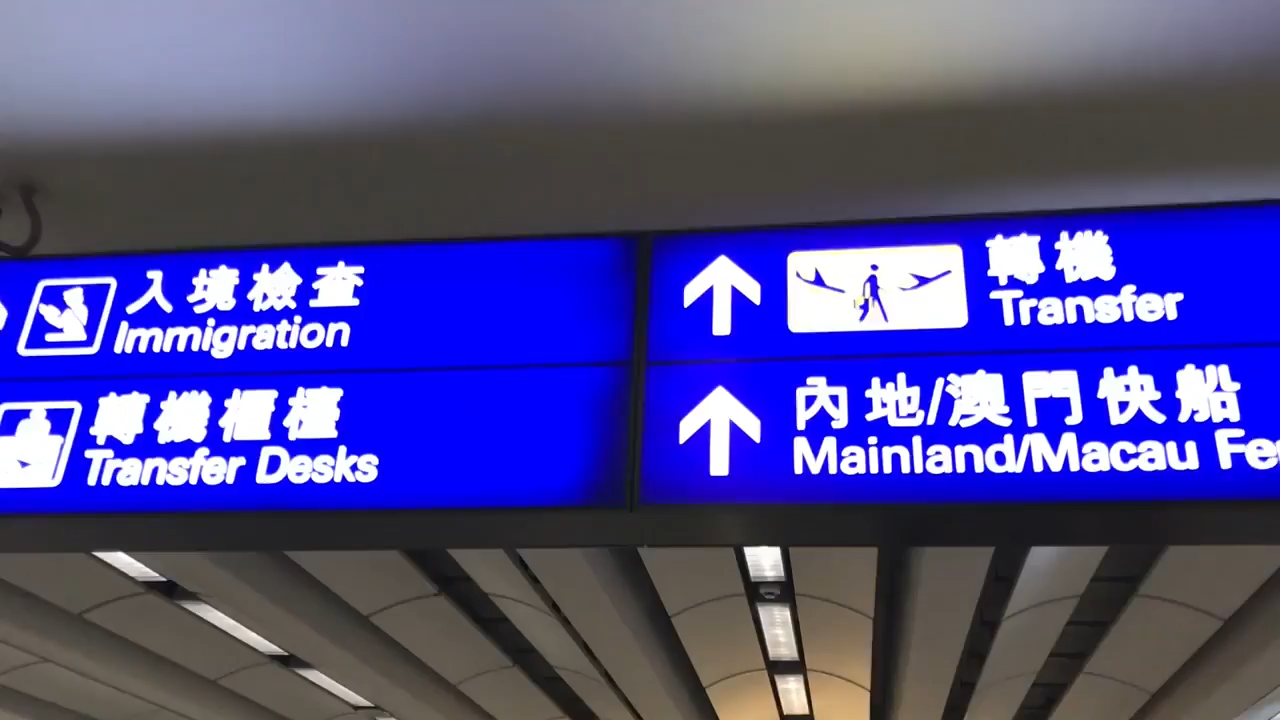 入境檢查
Immigration
轉機櫃檯
Transfer Desks
轉機
Transfer
內地/澳門快船
Mainland/Macau